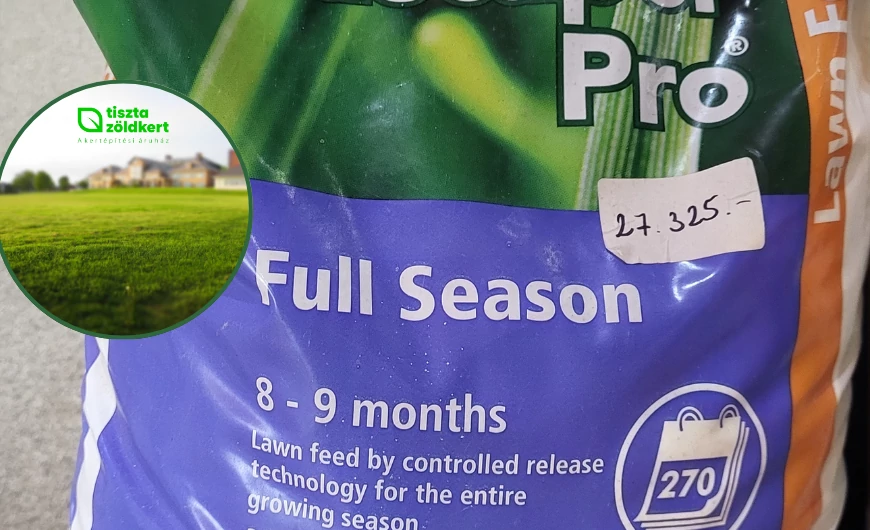 Pro®
Lawn F
27.325.-
tiszta
zöldkert
A kertépítési áruház
Full Season
8 - 9 months
Lawn feed by controlled release
technology for the entire
growing season
270